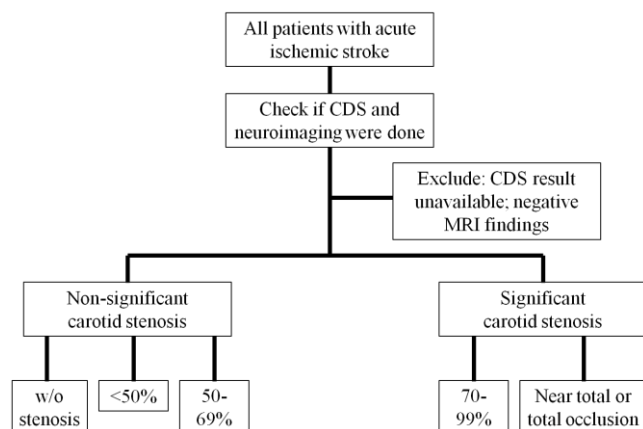 All patients with acute
ischemic stroke
Check if CDS and
neuroimaging were done
Exclude: CDS result
unavailable; negative
MRI findings
Non-significant
carotid stenosis
Significant
carotid stenosis
w/o
stenosis
<50%
50-
69%
70-
99%
Near total or
total occlusion